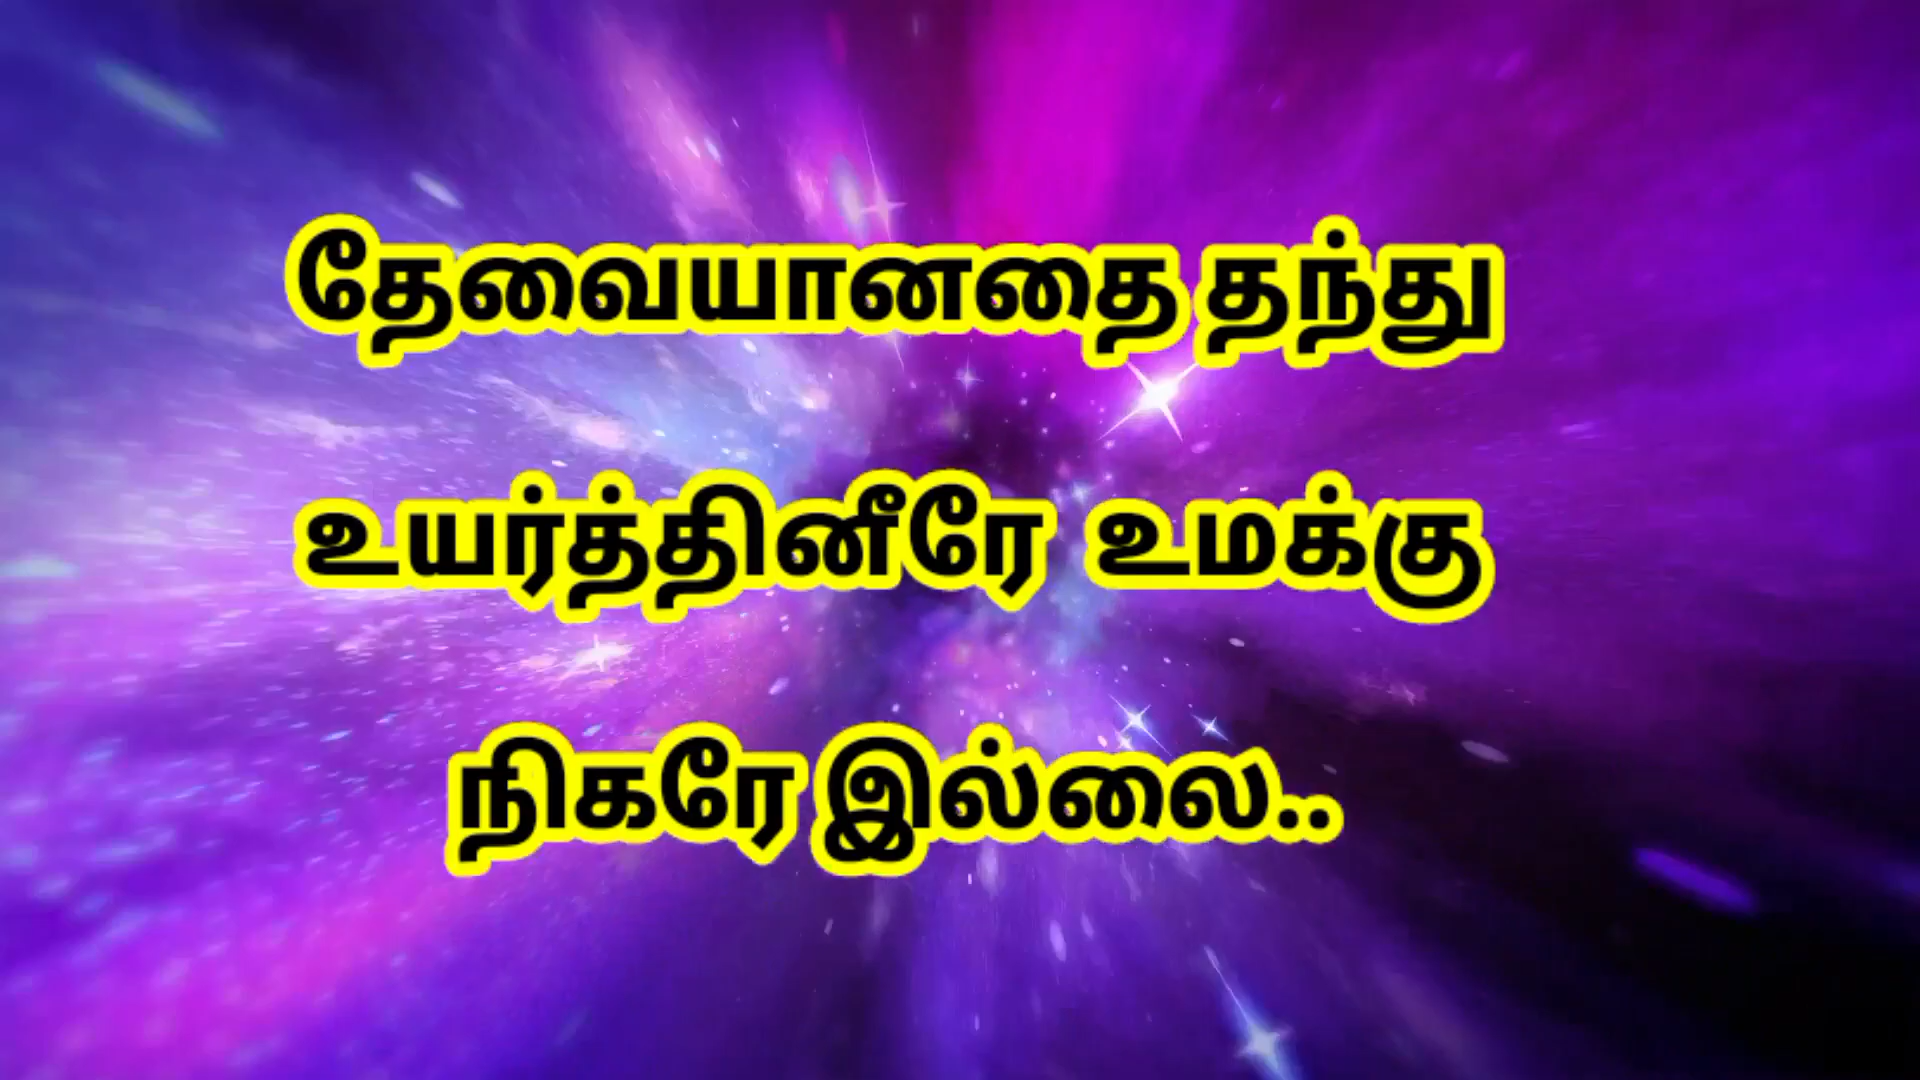 தேவையானதை தந்து
உயர்த்தினீரே உமக்கு
நிகரே இல்லை..